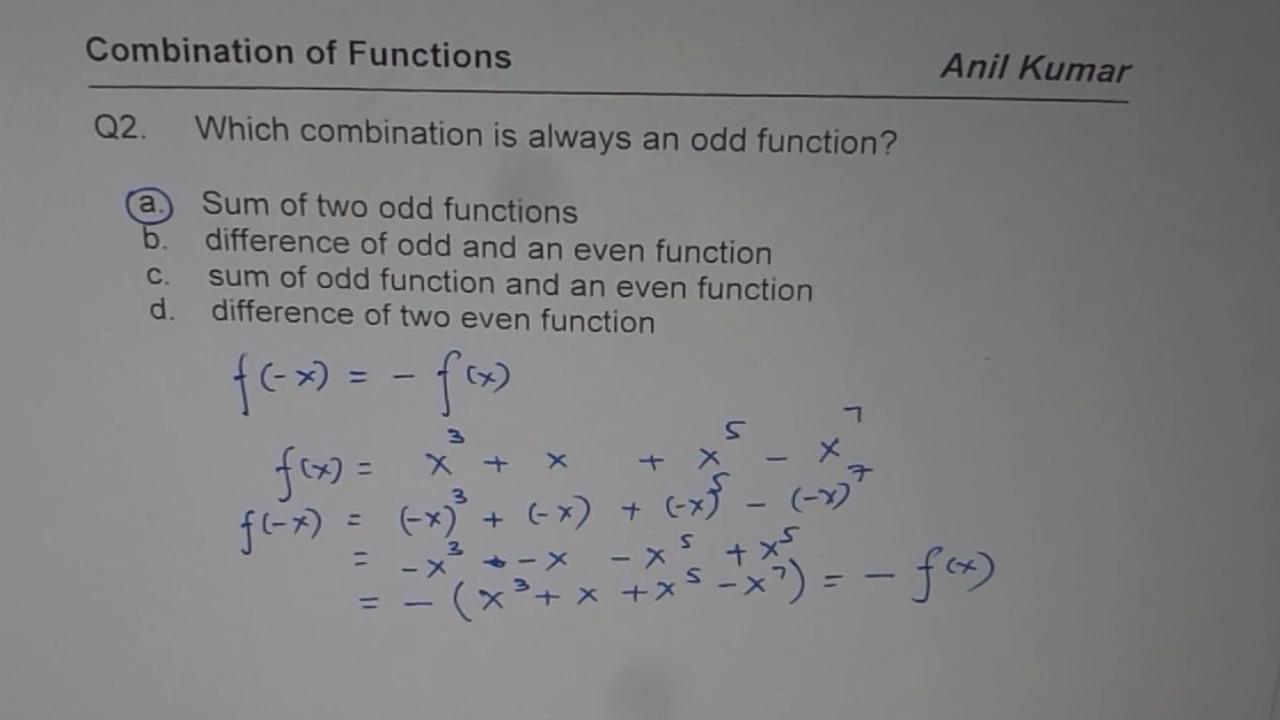 Combination of Functions Anil Kumar
Q2. Which combination is always an odd function?
a. Sum of two odd functions
b. difference of odd and an even function
c. sum of odd function and an even function
d. difference of two even function
f(-x) = - f(x)
f(x) = x³ + x + x⁵ - x⁷
f(-x) = (-x)³ + (-x) + (-x)⁵ - (-x)⁷
= -x³ - x - x⁵ + x⁵
= - (x³ + x + x⁵ - x⁷) = - f(x)